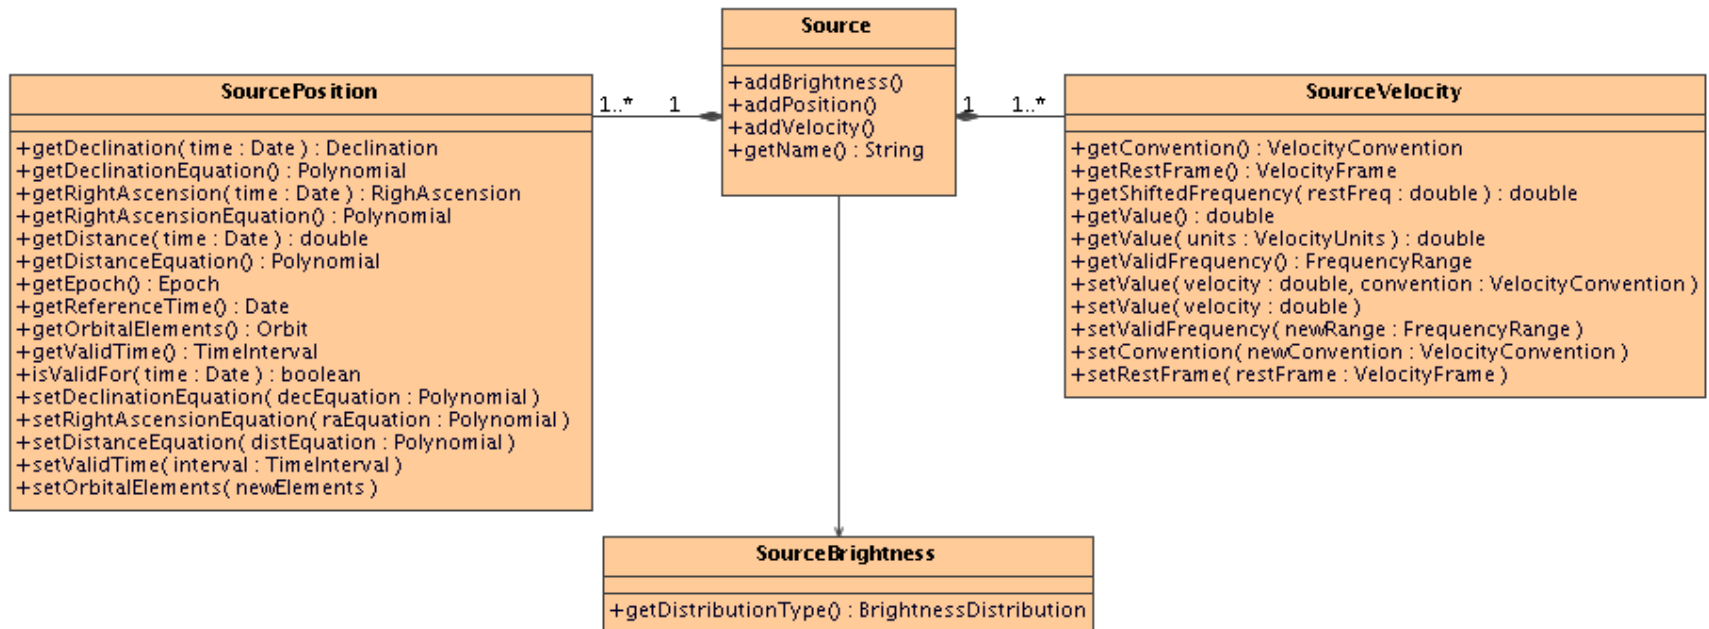 Source
+addBrightness()
+addPosition()
+addVelocity()
+getName() : String
SourcePosition
+getDeclination( time : Date ) : Declination
+getDeclinationEquation() : Polynomial
+getRightAscension( time : Date ) : RighAscension
+getRightAscensionEquation() : Polynomial
+getDistance( time : Date ) : double
+getDistanceEquation() : Polynomial
+getEpoch() : Epoch
+getReferenceTime() : Date
+getOrbitalElements() : Orbit
+getValidTime() : TimeInterval
+isValidFor( time : Date ) : boolean
+setDeclinationEquation( decEquation : Polynomial )
+setRightAscensionEquation( raEquation : Polynomial )
+setDistanceEquation( distEquation : Polynomial )
+setValidTime( interval : TimeInterval )
+setOrbitalElements( newElements )
1..* 1
1 1..*
SourceVelocity
+getConvention() : VelocityConvention
+getRestFrame() : VelocityFrame
+getShiftedFrequency( restFreq : double ) : double
+getValue() : double
+getValue( units : VelocityUnits ) : double
+getValidFrequency() : FrequencyRange
+setValue( velocity : double, convention : VelocityConvention )
+setValue( velocity : double )
+setValidFrequency( newRange : FrequencyRange )
+setConvention( newConvention : VelocityConvention )
+setRestFrame( restFrame : VelocityFrame )
SourceBrightness
+getDistributionType() : BrightnessDistribution